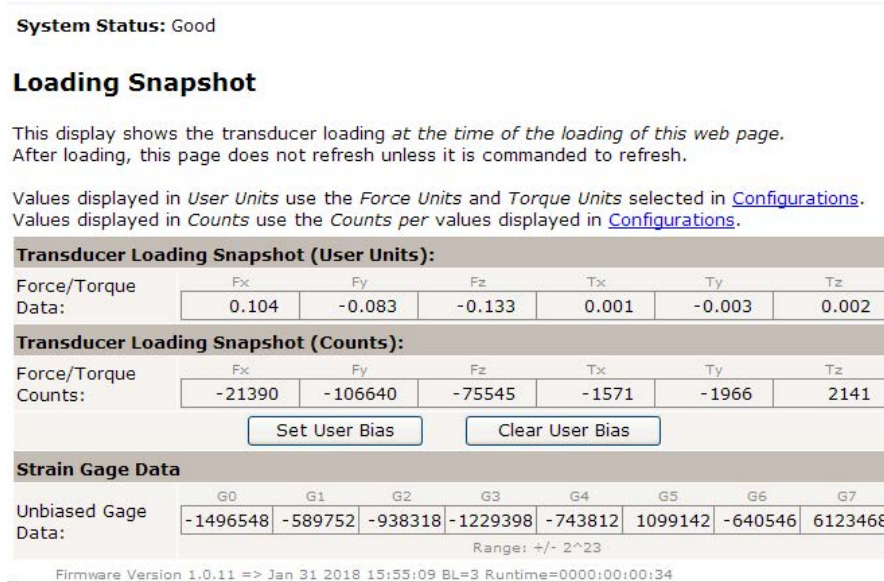 System Status: Good
Loading Snapshot
This display shows the transducer loading at the time of the loading of this web page.
After loading, this page does not refresh unless it is commanded to refresh.
Values displayed in User Units use the Force Units and Torque Units selected in Configurations.
Values displayed in Counts use the Counts per values displayed in Configurations.
Transducer Loading Snapshot (User Units):
Force/Torque Data: Fx Fy Fz Tx Ty Tz
0.104 -0.083 -0.133 0.001 -0.003 0.002
Transducer Loading Snapshot (Counts):
Force/Torque Counts: Fx Fy Fz Tx Ty Tz
-21390 -106640 -75545 -1571 -1966 2141
Set User Bias Clear User Bias
Strain Gage Data
Unbiased Gage Data: G0 G1 G2 G3 G4 G5 G6 G7
-1496548 -589752 -938318 -1229398 -743812 1099142 -640546 6123468
Range: +/- 2^23
Firmware Version 1.0.11 => Jan 31 2018 15:55:09 BL=3 Runtime=0000:00:00:34